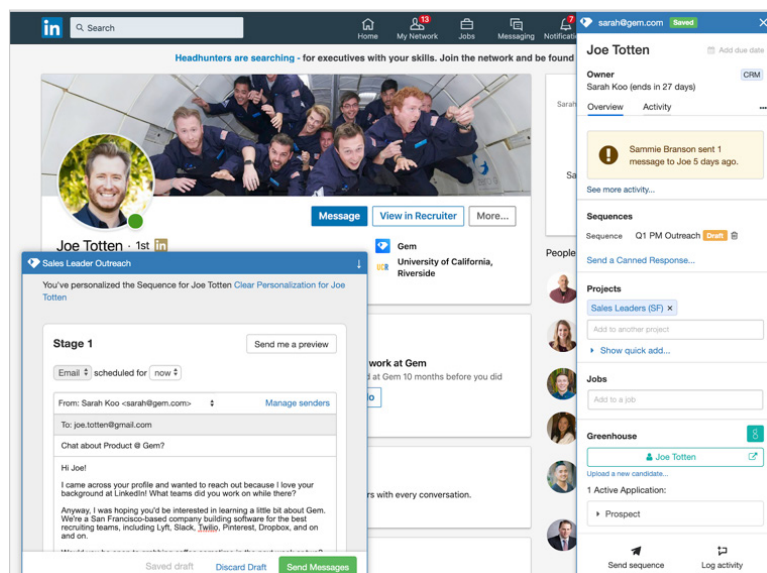 in
Search
Home
13
My Network
Jobs
Messaging
7
Notificatio
Headhunters are searching - for executives with your skills. Join the network and be found
Message
View in Recruiter
More...
Joe Totten · 1st in
Gem
University of California,
Riverside
Sarah
Sa
People
work at Gem
d at Gem 10 months before you did
lo
rs with every conversation.
Sales Leader Outreach
You've personalized the Sequence for Joe Totten Clear Personalization for Joe
Totten
Stage 1
Send me a preview
Email scheduled for now
From: Sarah Koo <sarah@gem.com>
Manage senders
To: joe.totten@gmail.com
Chat about Product @ Gem?
Hi Joe!
I came across your profile and wanted to reach out because I love your
background at LinkedIn! What teams did you work on while there?
Anyway, I was hoping you'd be interested in learning a little bit about Gem.
We're a San Francisco-based company building software for the best
recruiting teams, including Lyft, Slack, Twilio, Pinterest, Dropbox, and on
and on.
Saved draft
Discard Draft
Send Messages
sarah@gem.com Saved
Joe Totten
Add due date
Owner
CRM
Sarah Koo (ends in 27 days)
Overview
Activity
...
Sammie Branson sent 1
message to Joe 5 days ago.
See more activity...
Sequences
Sequence Q1 PM Outreach Draft
Send a Canned Response...
Projects
Sales Leaders (SF) ×
Add to another project
Show quick add...
Jobs
Add to a job
Greenhouse
Joe Totten
Upload a new candidate...
1 Active Application:
Prospect
Send sequence
Log activity